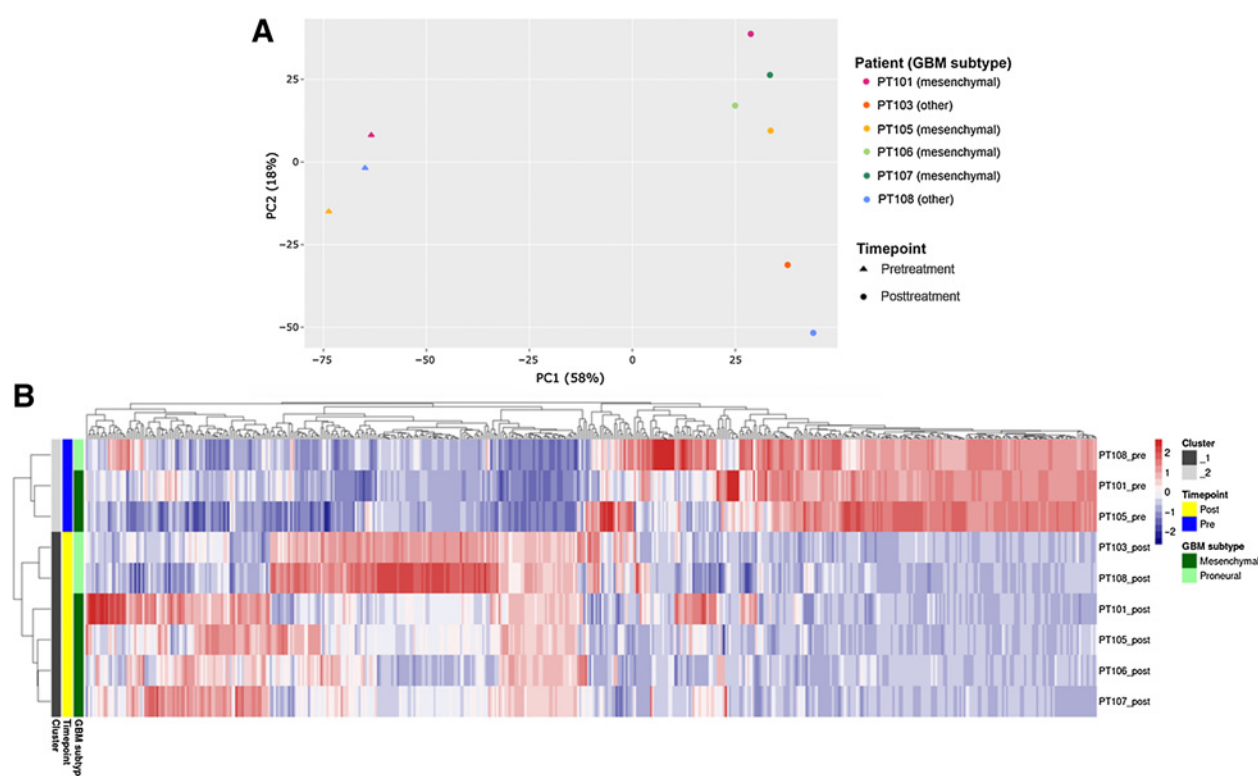 A
Patient (GBM subtype)
PT101 (mesenchymal)
PT103 (other)
PT105 (mesenchymal)
PT106 (mesenchymal)
PT107 (mesenchymal)
PT108 (other)
Timepoint
Pretreatment
Posttreatment
PC2 (18%)
25
0
−25
−50
−75
−50
−25
0
25
PC1 (58%)
B
PT108_pre
PT101_pre
PT105_pre
PT103_post
PT108_post
PT101_post
PT105_post
PT106_post
PT107_post
2
1
0
−1
−2
Cluster
_1
_2
Timepoint
Post
Pre
GBM subtype
Mesenchymal
Proneural
Cluster
Timepoint
GBM subtyp